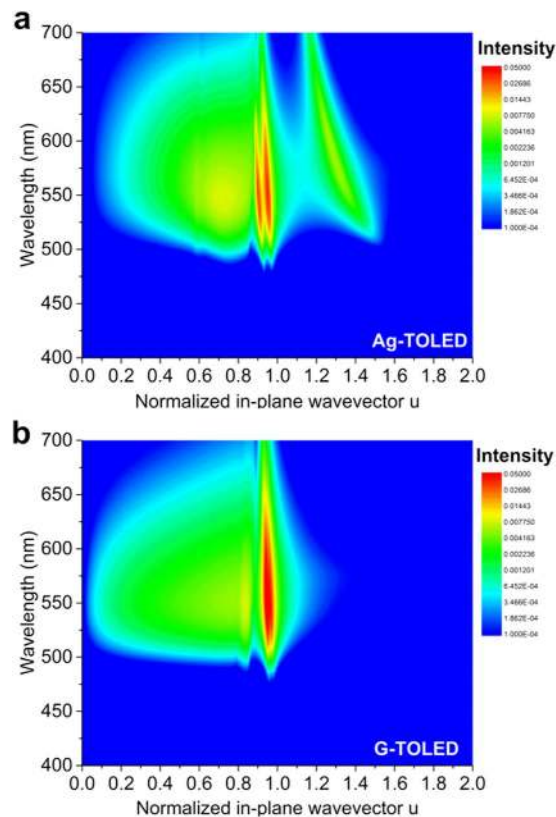 a
700
650
600
550
500
450
400
Wavelength (nm)
0.0 0.2 0.4 0.6 0.8 1.0 1.2 1.4 1.6 1.8 2.0
Normalized in-plane wavevector u
Ag-TOLED
Intensity
0.05000
0.02686
0.01443
0.007750
0.004163
0.002236
0.001201
6.452E-04
3.466E-04
1.862E-04
1.000E-04
b
700
650
600
550
500
450
400
Wavelength (nm)
0.0 0.2 0.4 0.6 0.8 1.0 1.2 1.4 1.6 1.8 2.0
Normalized in-plane wavevector u
G-TOLED
Intensity
0.05000
0.02686
0.01443
0.007750
0.004163
0.002236
0.001201
6.452E-04
3.466E-04
1.862E-04
1.000E-04